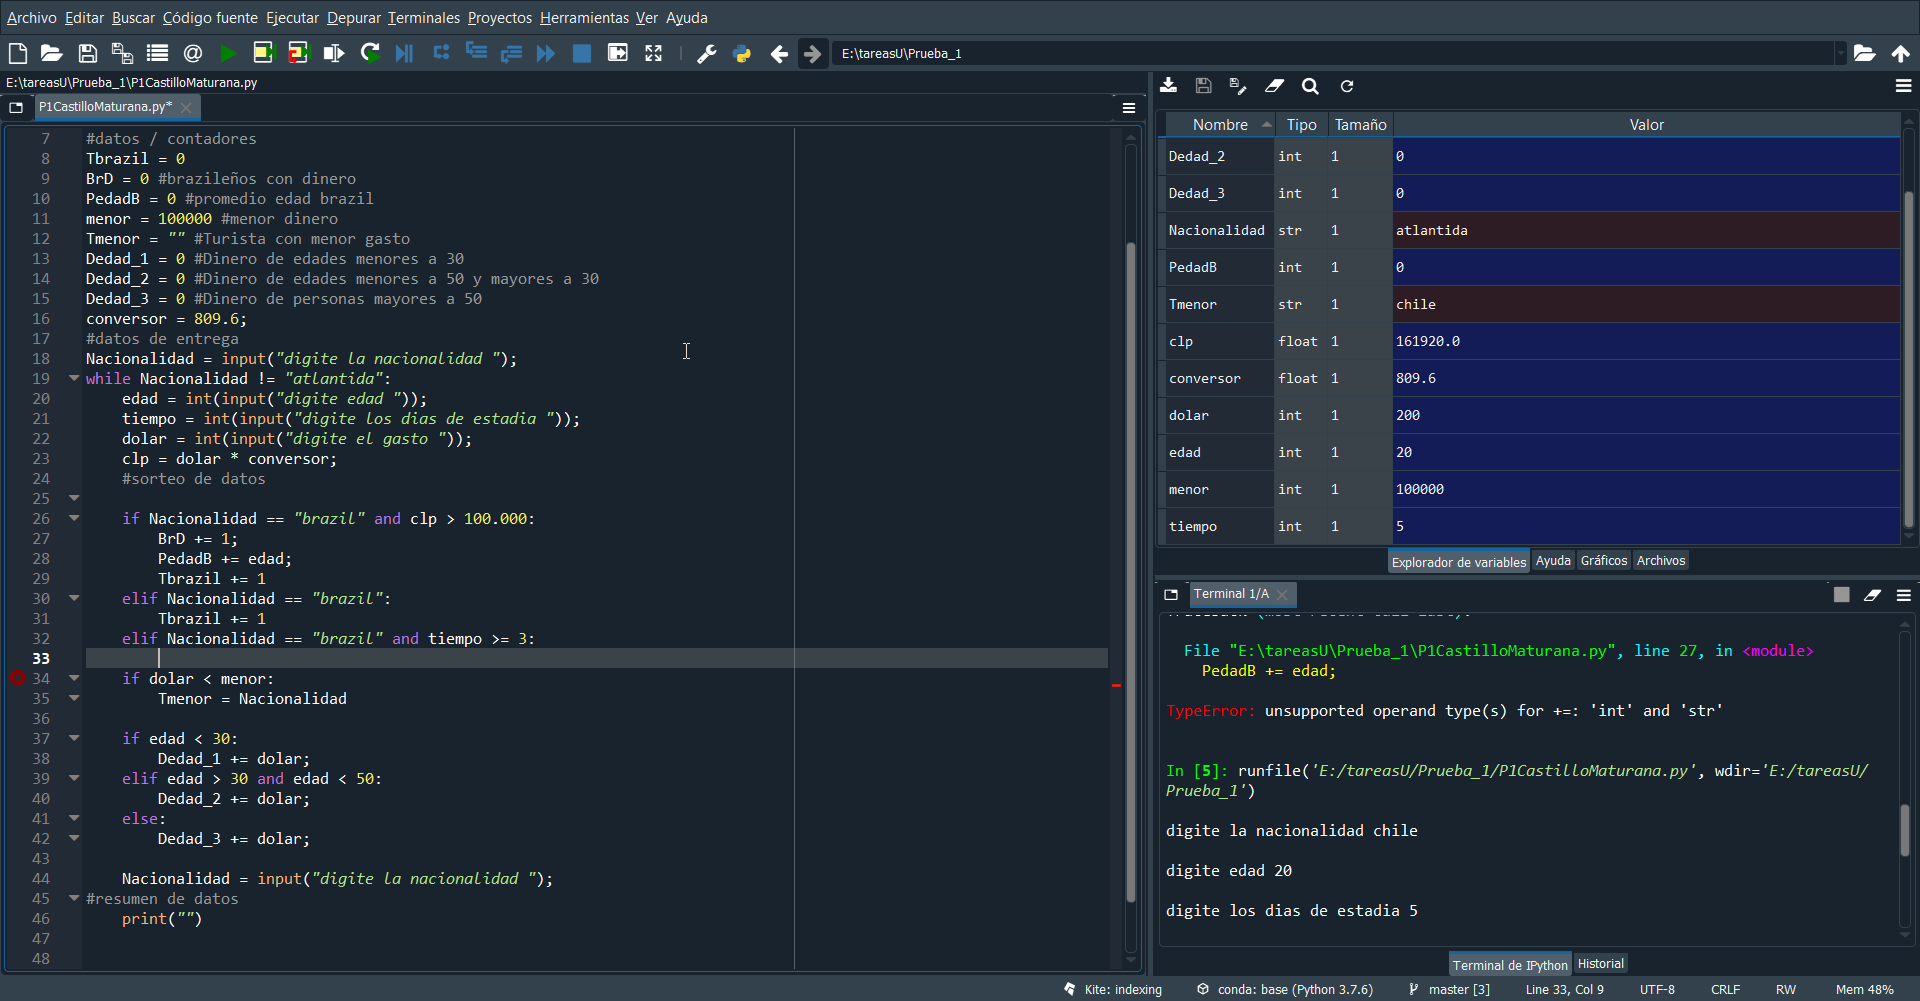 Archivo Editar Buscar Código fuente Ejecutar Depurar Terminales Proyectos Herramientas Ver Ayuda
E:\tareasU\Prueba_1
E:\tareasU\Prueba_1\P1CastilloMaturana.py
P1CastilloMaturana.py*
7 #datos / contadores
8 Tbrazil = 0
9 BrD = 0 #brazileños con dinero
10 PedadB = 0 #promedio edad brazil
11 menor = 100000 #menor dinero
12 Tmenor = "" #Turista con menor gasto
13 Dedad_1 = 0 #Dinero de edades menores a 30
14 Dedad_2 = 0 #Dinero de edades menores a 50 y mayores a 30
15 Dedad_3 = 0 #Dinero de personas mayores a 50
16 conversor = 809.6;
17 #datos de entrega
18 Nacionalidad = input("digite la nacionalidad ");
19 while Nacionalidad != "atlantida":
20 edad = int(input("digite edad "));
21 tiempo = int(input("digite los dias de estadia "));
22 dolar = int(input("digite el gasto "));
23 clp = dolar * conversor;
24 #sorteo de datos
25
26 if Nacionalidad == "brazil" and clp > 100.000:
27 BrD += 1;
28 PedadB += edad;
29 Tbrazil += 1
30 elif Nacionalidad == "brazil":
31 Tbrazil += 1
32 elif Nacionalidad == "brazil" and tiempo >= 3:
33
34 if dolar < menor:
35 Tmenor = Nacionalidad
36
37 if edad < 30:
38 Dedad_1 += dolar;
39 elif edad > 30 and edad < 50:
40 Dedad_2 += dolar;
41 else:
42 Dedad_3 += dolar;
43
44 Nacionalidad = input("digite la nacionalidad ");
45 #resumen de datos
46 print("")
47
48
Nombre Tipo Tamaño Valor
Dedad_2 int 1 0
Dedad_3 int 1 0
Nacionalidad str 1 atlantida
PedadB int 1 0
Tmenor str 1 chile
clp float 1 161920.0
conversor float 1 809.6
dolar int 1 200
edad int 1 20
menor int 1 100000
tiempo int 1 5
Explorador de variables Ayuda Gráficos Archivos
Terminal 1/A
File "E:\tareasU\Prueba_1\P1CastilloMaturana.py", line 27, in <module>
PedadB += edad;
TypeError: unsupported operand type(s) for +=: 'int' and 'str'
In [5]: runfile('E:/tareasU/Prueba_1/P1CastilloMaturana.py', wdir='E:/tareasU/
Prueba_1')
digite la nacionalidad chile
digite edad 20
digite los dias de estadia 5
Terminal de IPython Historial
Kite: indexing conda: base (Python 3.7.6) master [3] Line 33, Col 9 UTF-8 CRLF RW Mem 48%